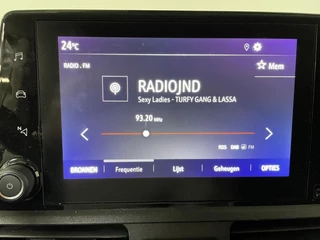 24°C
RADIO . FM
Mem
RADIOJND
Sexy Ladies - TURFY GANG & LASSA
93.20 MHz
RDS DAB FM
BRONNEN Frequentie Lijst Geheugen OPTIES
N